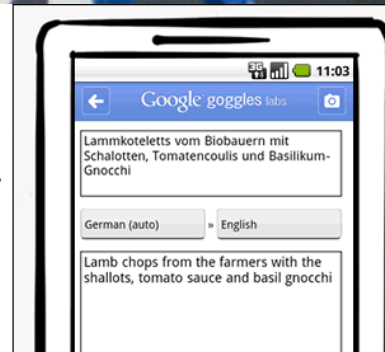 3G
11:03
Google goggles labs
Lammkoteletts vom Biobauern mit
Schalotten, Tomatencoulis und Basilikum-
Gnocchi
German (auto) » English
Lamb chops from the farmers with the
shallots, tomato sauce and basil gnocchi